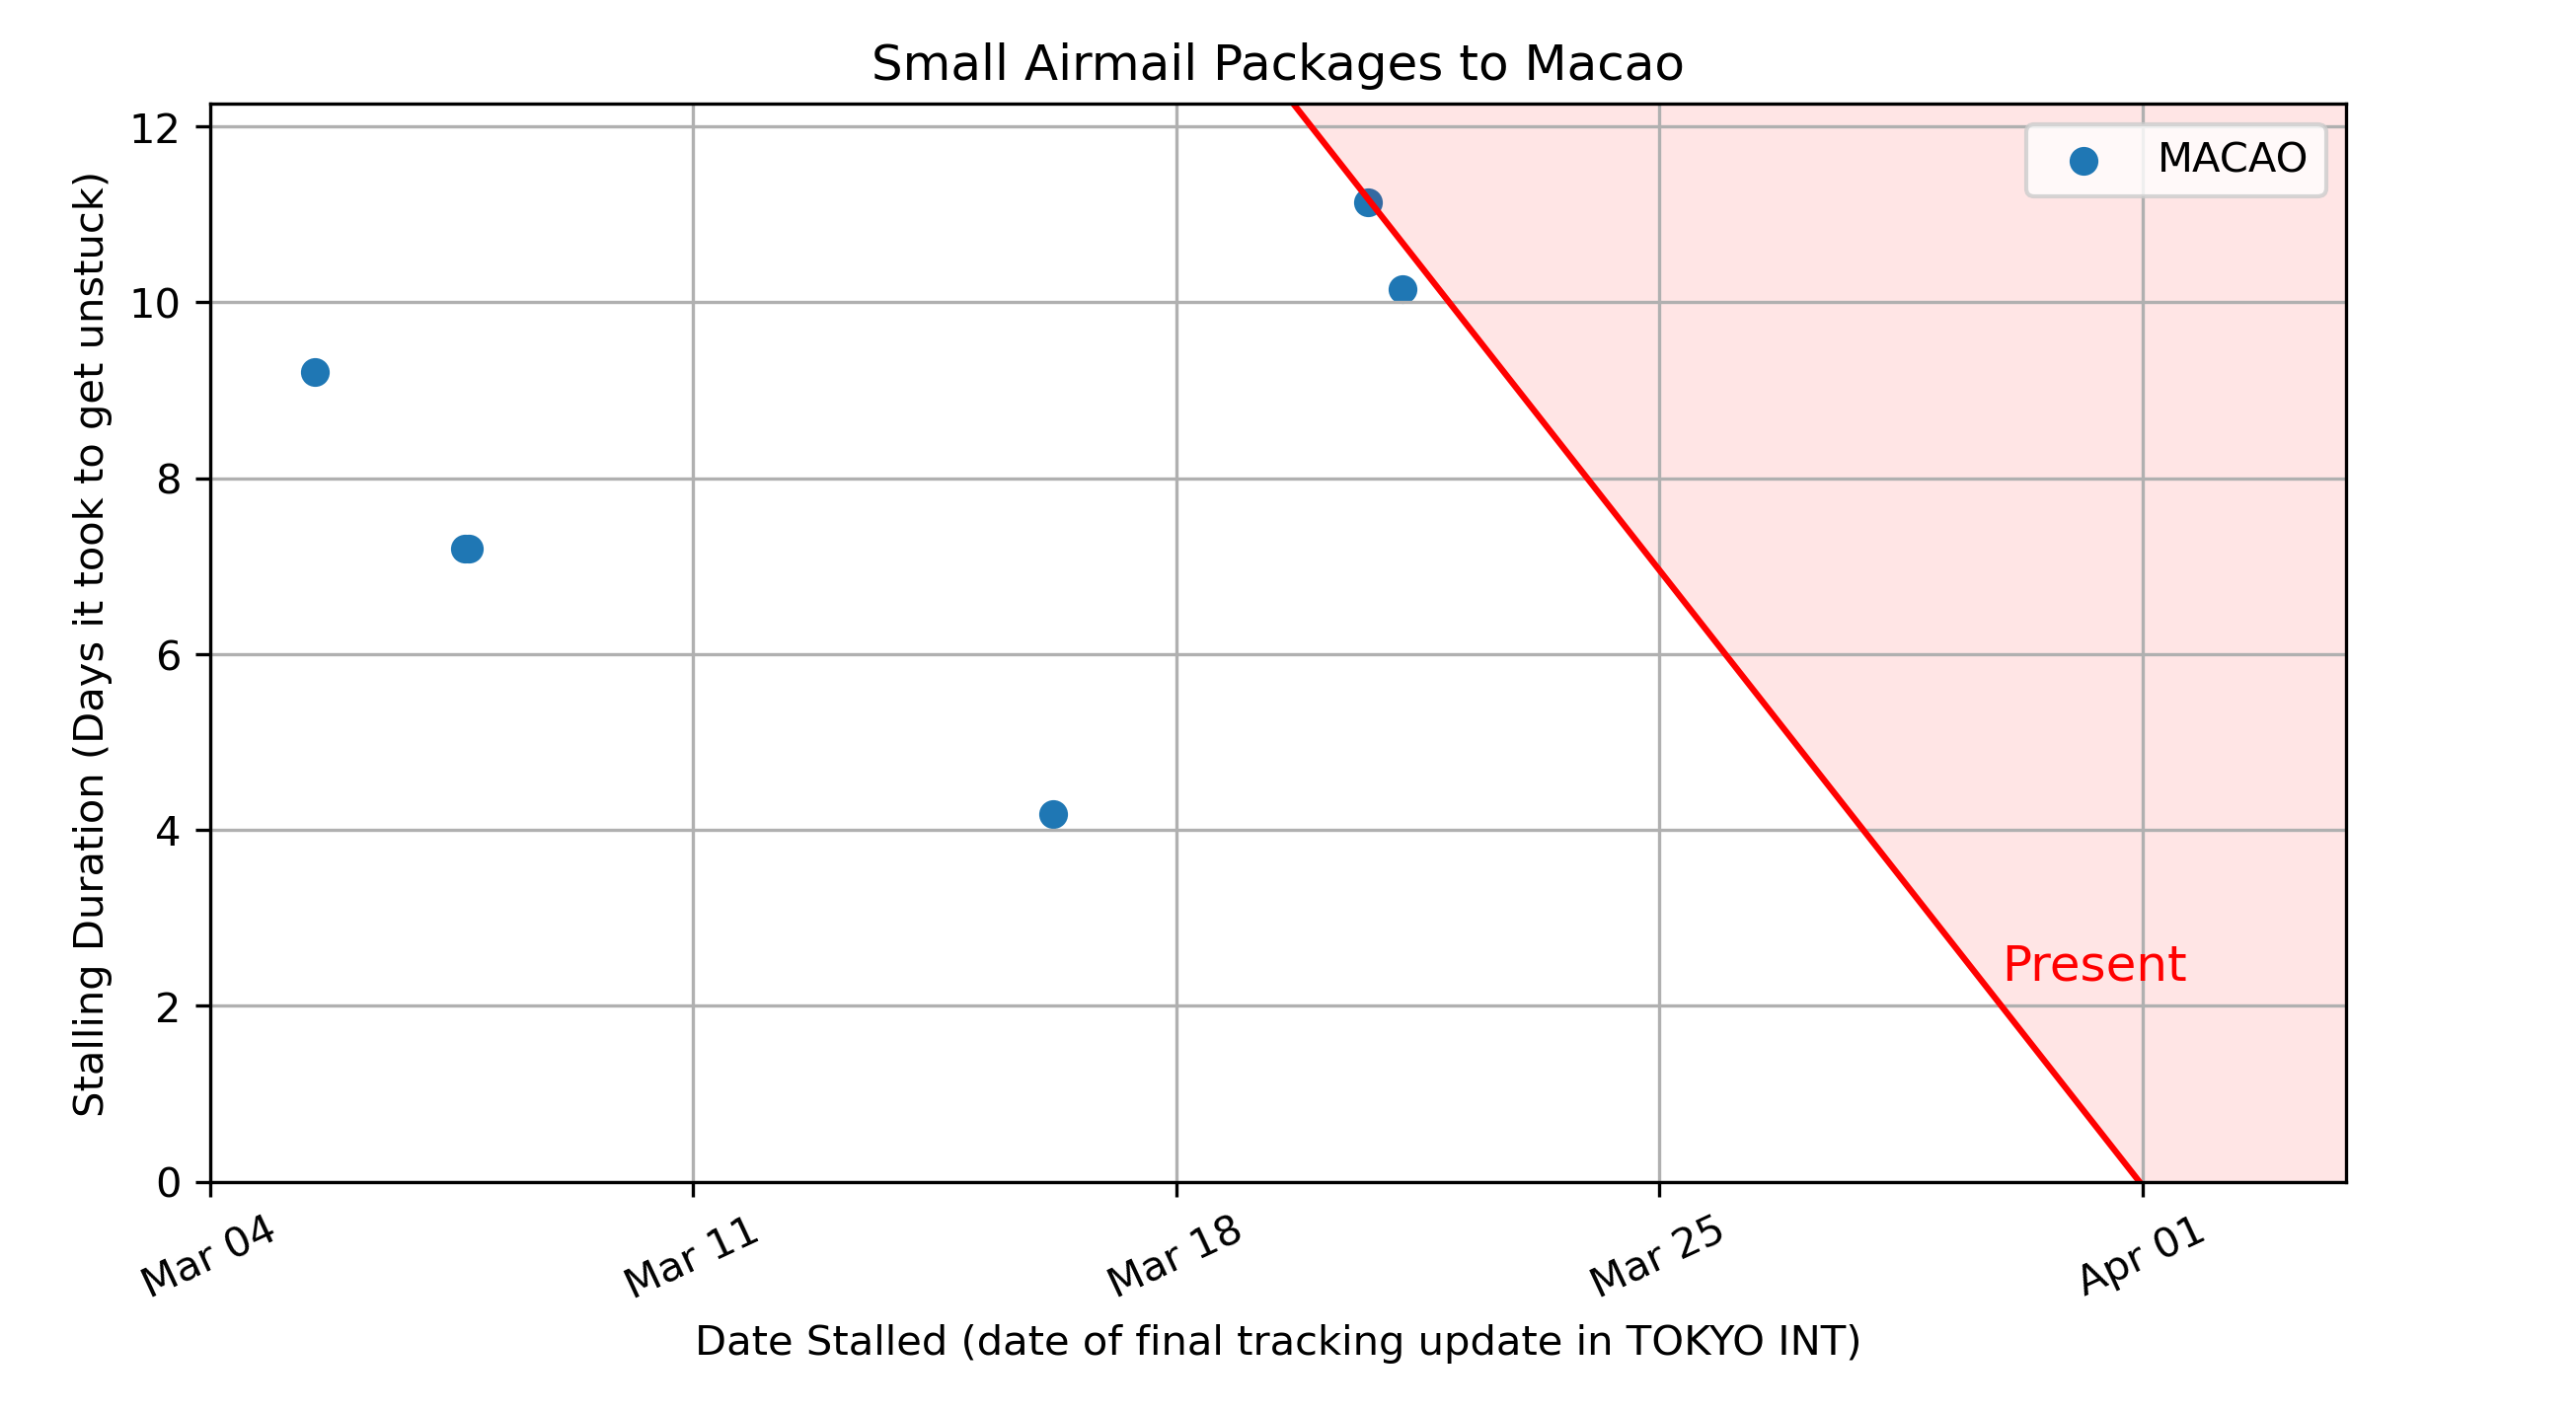 Small Airmail Packages to Macao
Stalling Duration (Days it took to get unstuck)
12
10
8
6
4
2
0
MACAO
Present
Mar 04
Mar 11
Mar 18
Mar 25
Apr 01
Date Stalled (date of final tracking update in TOKYO INT)